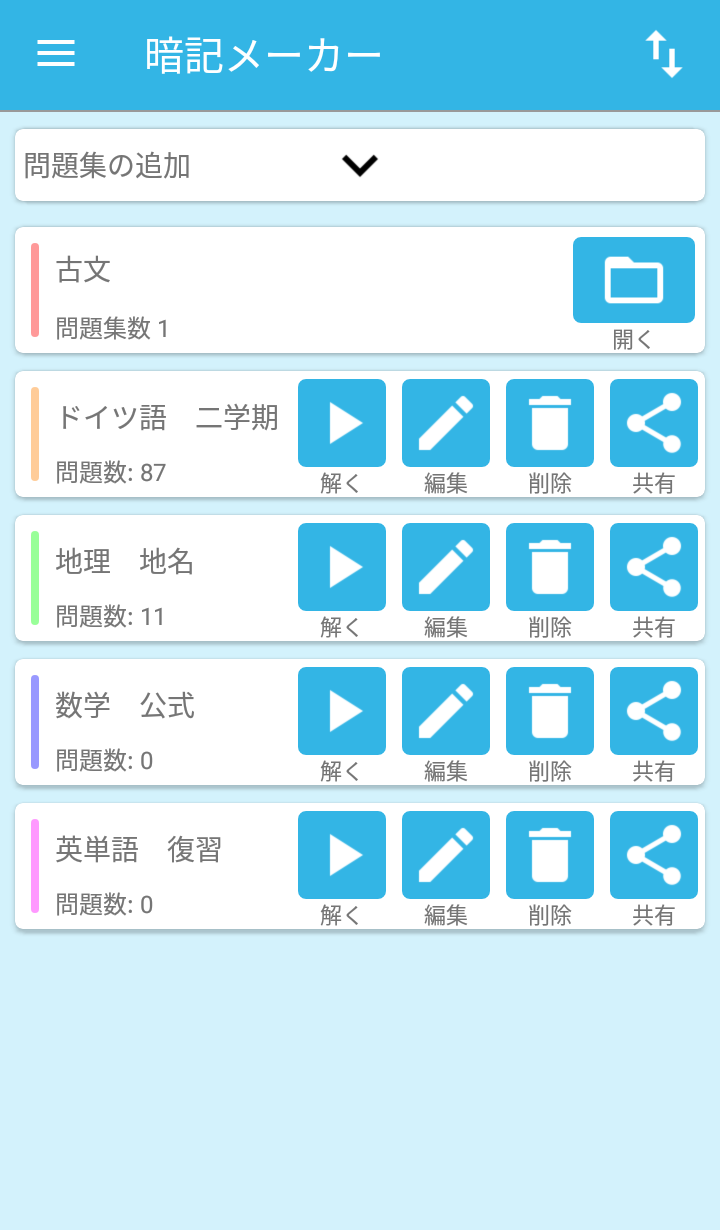 暗記メーカー
問題集の追加
古文
問題集数 1
開く
ドイツ語　二学期
問題数: 87
解く 編集 削除 共有
地理　地名
問題数: 11
解く 編集 削除 共有
数学　公式
問題数: 0
解く 編集 削除 共有
英単語　復習
問題数: 0
解く 編集 削除 共有